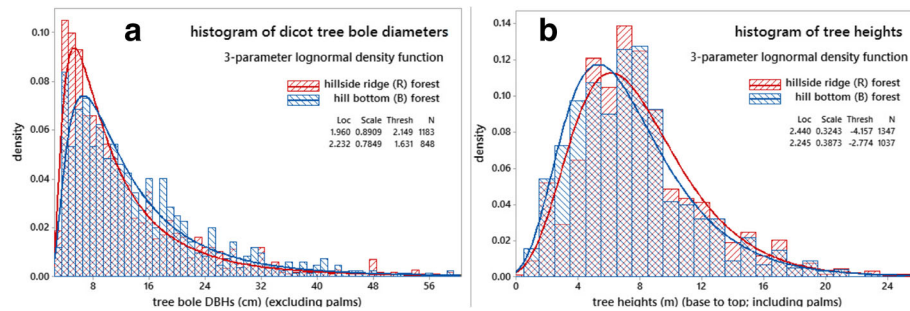 a
histogram of dicot tree bole diameters
3-parameter lognormal density function
hillside ridge (R) forest
hill bottom (B) forest
Loc Scale Thresh N
1.960 0.8909 2.149 1183
2.232 0.7849 1.631 848
density
0.10
0.08
0.06
0.04
0.02
0.00
8 16 24 32 40 48 56
tree bole DBHs (cm) (excluding palms)
b
histogram of tree heights
3-parameter lognormal density function
hillside ridge (R) forest
hill bottom (B) forest
Loc Scale Thresh N
2.440 0.3243 -4.157 1347
2.245 0.3873 -2.774 1037
density
0.14
0.12
0.10
0.08
0.06
0.04
0.02
0.00
0 4 8 12 16 20 24
tree heights (m) (base to top; including palms)